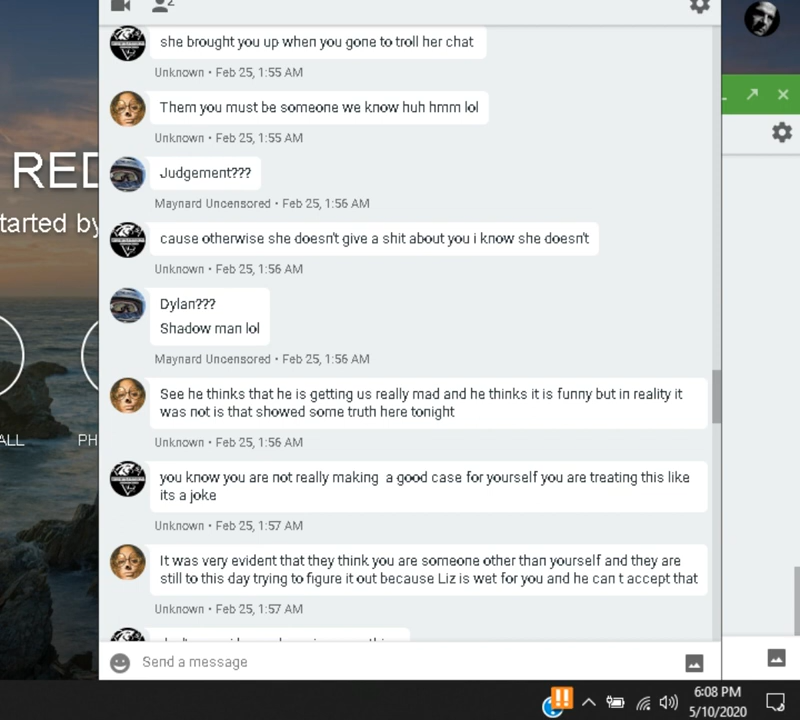 2
she brought you up when you gone to troll her chat
Unknown • Feb 25, 1:55 AM
Them you must be someone we know huh hmm lol
Unknown • Feb 25, 1:55 AM
RED
Judgement???
Maynard Uncensored • Feb 25, 1:56 AM
tarted by
cause otherwise she doesn't give a shit about you i know she doesn't
Unknown • Feb 25, 1:56 AM
Dylan???
Shadow man lol
Maynard Uncensored • Feb 25, 1:56 AM
See he thinks that he is getting us really mad and he thinks it is funny but in reality it
was not is that showed some truth here tonight
Unknown • Feb 25, 1:56 AM
ALL
PH
you know you are not really making a good case for yourself you are treating this like
its a joke
Unknown • Feb 25, 1:57 AM
It was very evident that they think you are someone other than yourself and they are
still to this day trying to figure it out because Liz is wet for you and he can t accept that
Unknown • Feb 25, 1:57 AM
Send a message
6:08 PM
5/10/2020